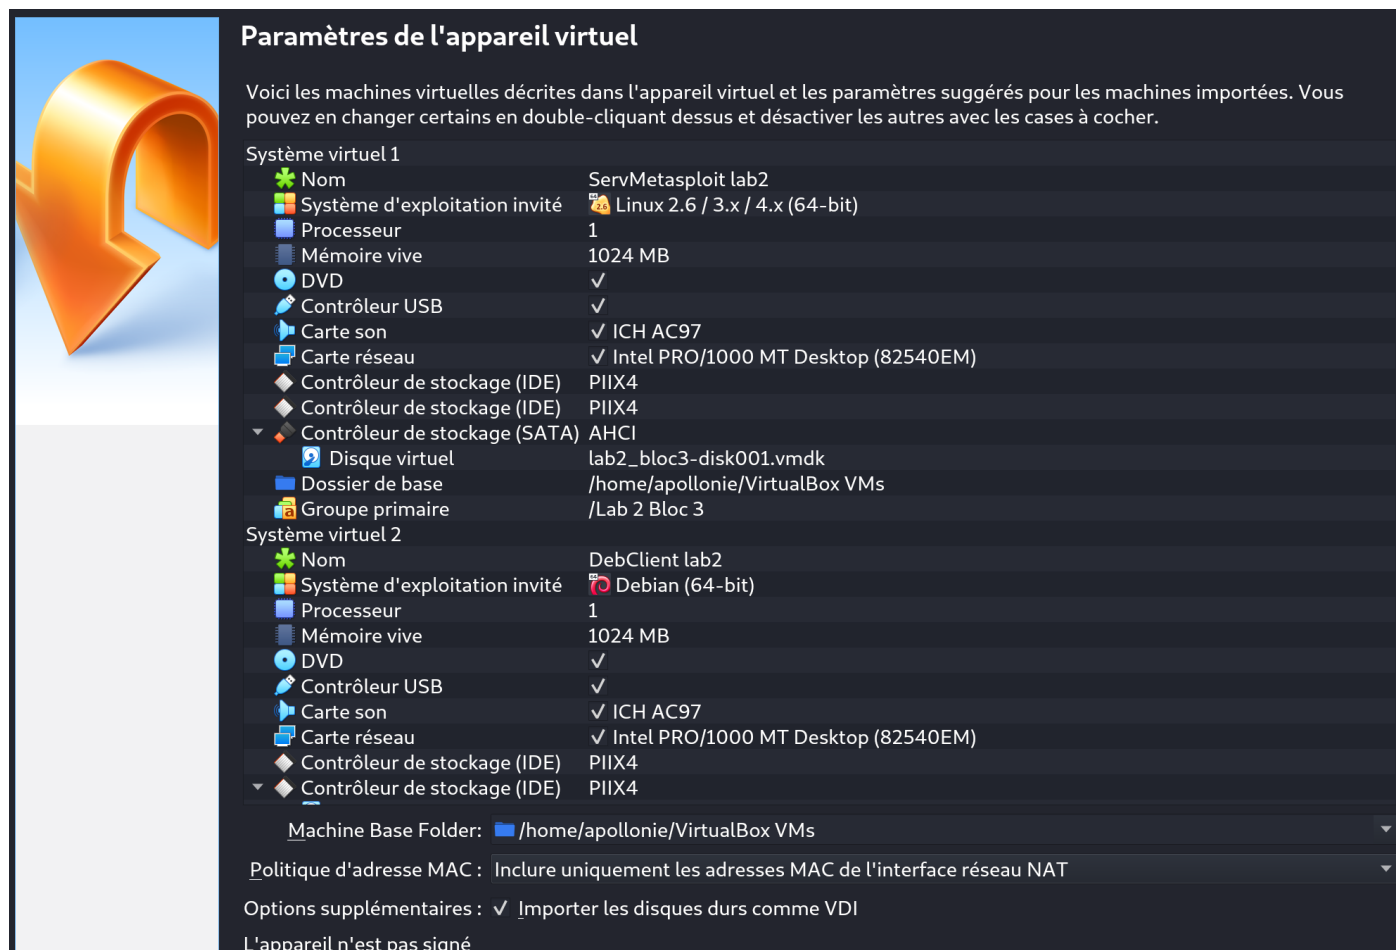 Paramètres de l'appareil virtuel
Voici les machines virtuelles décrites dans l'appareil virtuel et les paramètres suggérés pour les machines importées. Vous
pouvez en changer certains en double-cliquant dessus et désactiver les autres avec les cases à cocher.
Système virtuel 1
Nom ServMetasploit lab2
Système d'exploitation invité Linux 2.6 / 3.x / 4.x (64-bit)
Processeur 1
Mémoire vive 1024 MB
DVD
Contrôleur USB
Carte son ICH AC97
Carte réseau Intel PRO/1000 MT Desktop (82540EM)
Contrôleur de stockage (IDE) PIIX4
Contrôleur de stockage (IDE) PIIX4
Contrôleur de stockage (SATA) AHCI
Disque virtuel lab2_bloc3-disk001.vmdk
Dossier de base /home/apollonie/VirtualBox VMs
Groupe primaire /Lab 2 Bloc 3
Système virtuel 2
Nom DebClient lab2
Système d'exploitation invité Debian (64-bit)
Processeur 1
Mémoire vive 1024 MB
DVD
Contrôleur USB
Carte son ICH AC97
Carte réseau Intel PRO/1000 MT Desktop (82540EM)
Contrôleur de stockage (IDE) PIIX4
Contrôleur de stockage (IDE) PIIX4
Machine Base Folder: /home/apollonie/VirtualBox VMs
Politique d'adresse MAC : Inclure uniquement les adresses MAC de l'interface réseau NAT
Options supplémentaires : Importer les disques durs comme VDI
L'appareil n'est pas signé